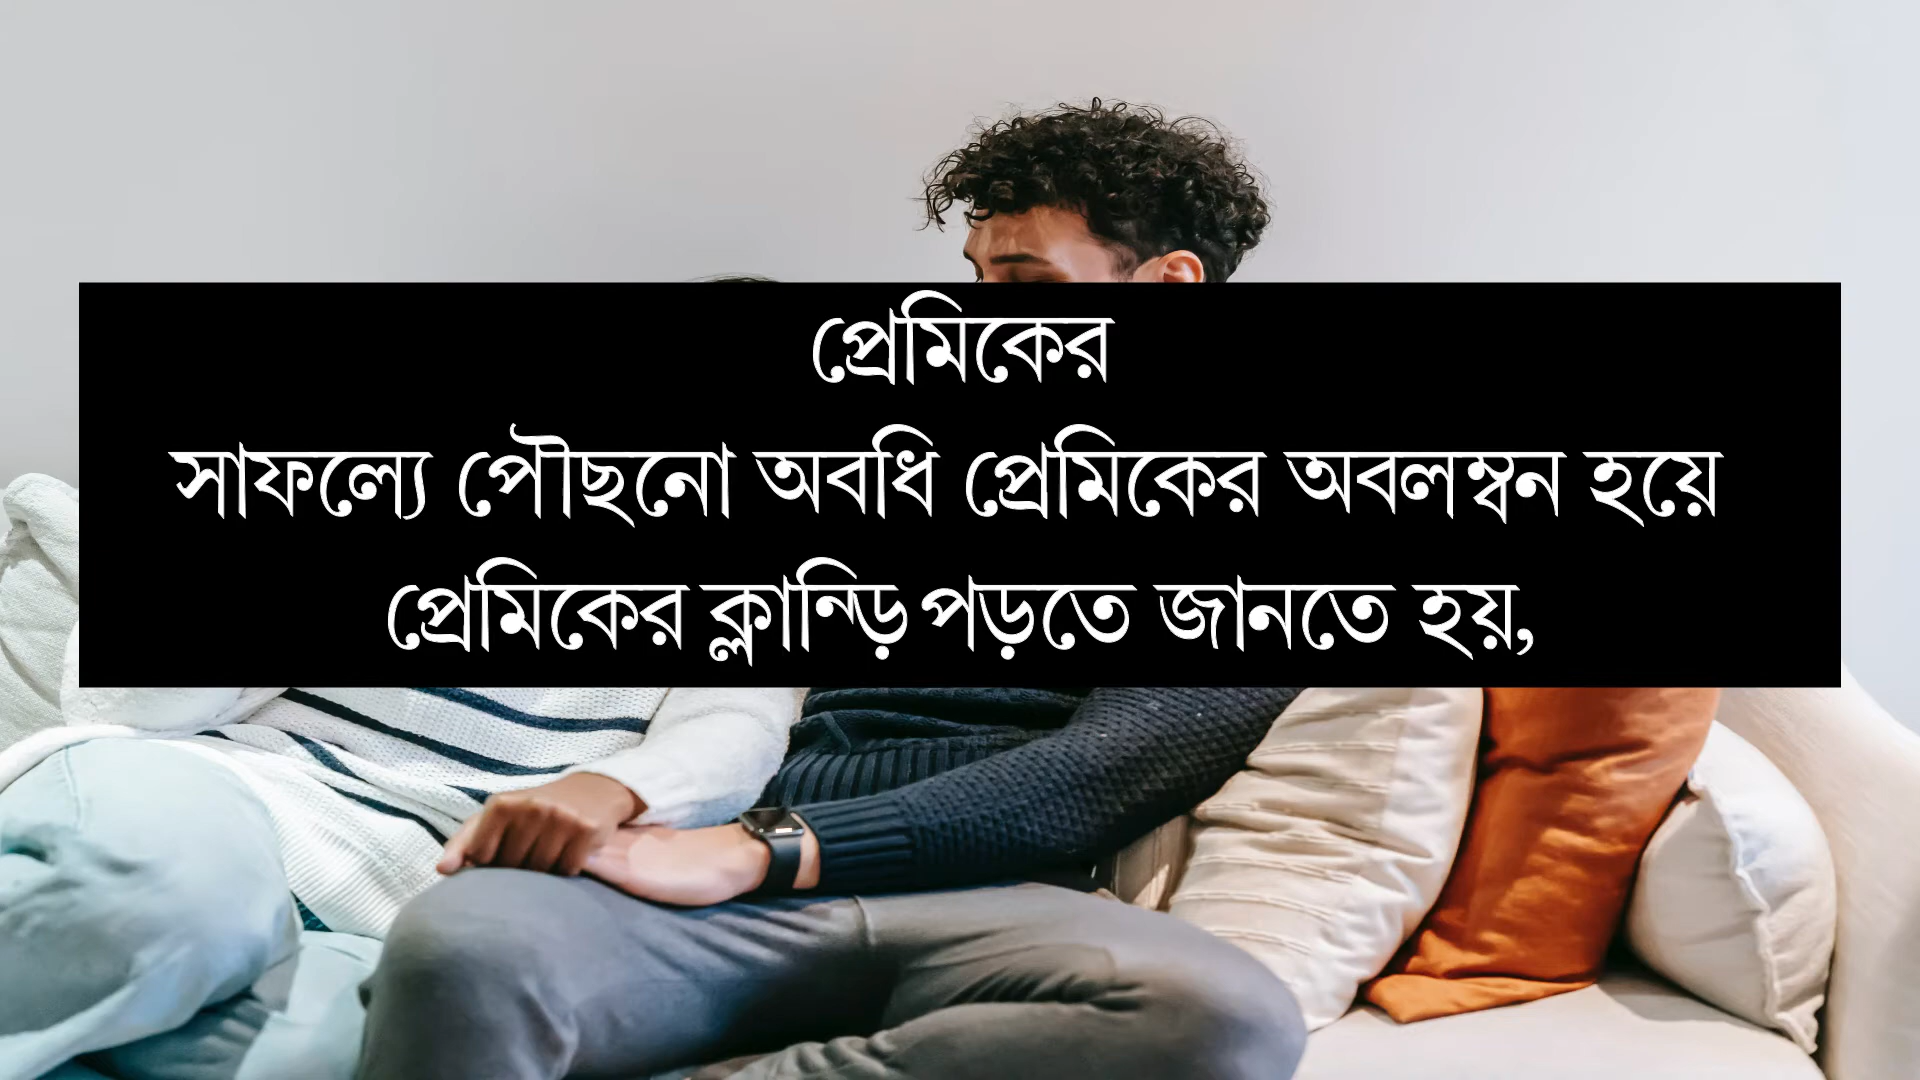 প্রেমিকের
সাফল্যে পৌছনো অবধি প্রেমিকের অবলম্বন হয়ে
প্রেমিকের ক্লান্ড়ি পড়তে জানতে হয়,